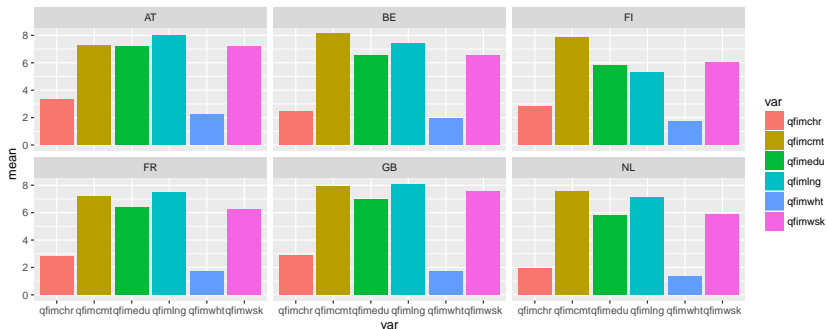 AT BE FI
8
6
4
2
0
mean
FR GB NL
8
6
4
2
0
qfimchr qfimcmt qfimedu qfimlng qfimwht qfimwsk qfimchr qfimcmt qfimedu qfimlng qfimwht qfimwsk qfimchr qfimcmt qfimedu qfimlng qfimwht qfimwsk
var
var
qfimchr
qfimcmt
qfimedu
qfimlng
qfimwht
qfimwsk